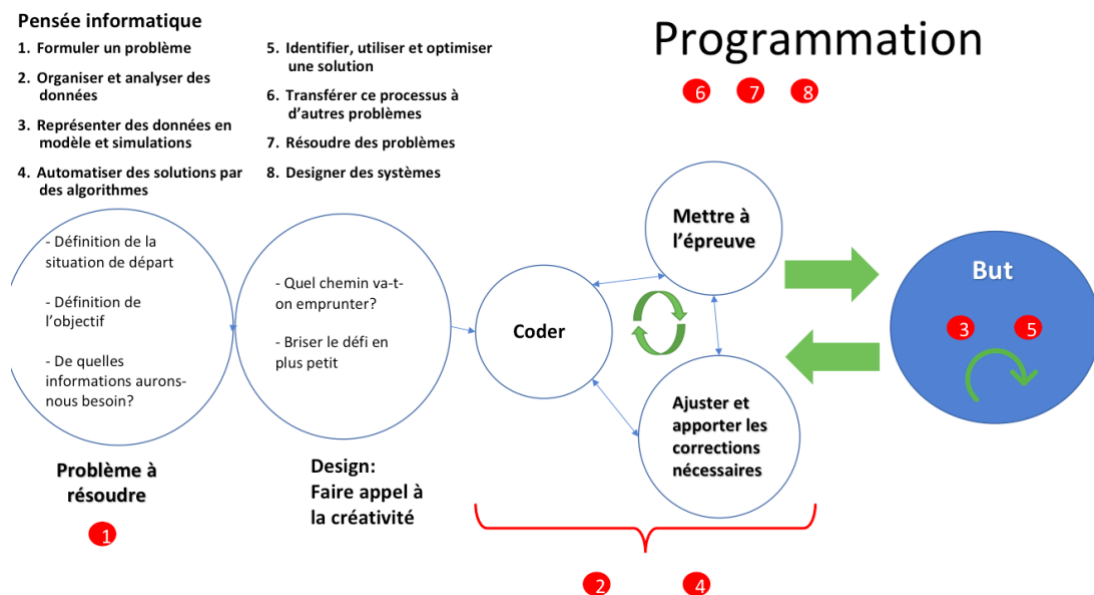 Pensée informatique
1. Formuler un problème
2. Organiser et analyser des
données
3. Représenter des données en
modèle et simulations
4. Automatiser des solutions par
des algorithmes
5. Identifier, utiliser et optimiser
une solution
6. Transférer ce processus à
d'autres problèmes
7. Résoudre des problèmes
8. Designer des systèmes
Programmation
6 7 8
- Définition de la
situation de départ
- Définition de
l'objectif
- De quelles
informations aurons-
nous besoin?
Problème à
résoudre
1
- Quel chemin va-t-
on emprunter?
- Briser le défi en
plus petit
Design:
Faire appel à
la créativité
Coder
Mettre à
l'épreuve
Ajuster et
apporter les
corrections
nécessaires
2 4
But
3 5